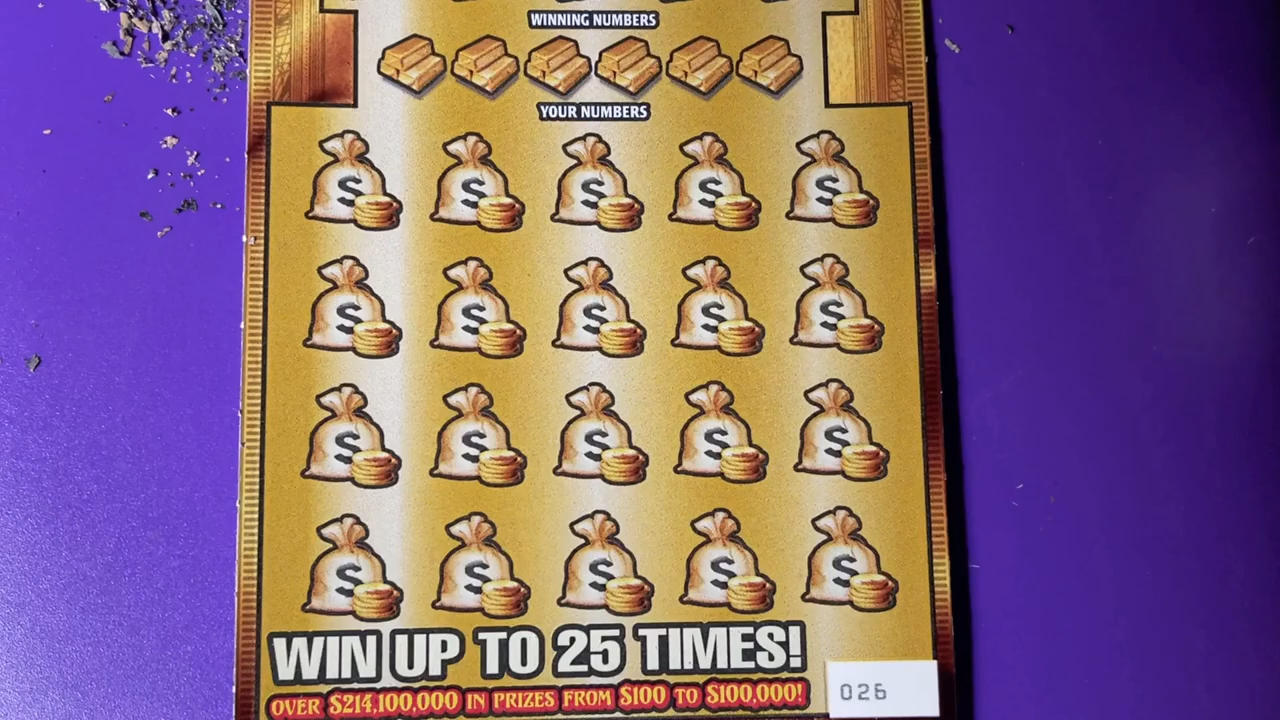 WINNING NUMBERS
YOUR NUMBERS
$ $ $ $ $
$ $ $ $ $
$ $ $ $ $
$ $ $ $ $
WIN UP TO 25 TIMES!
OVER $214,100,000 IN PRIZES FROM $100 TO $100,000!
026